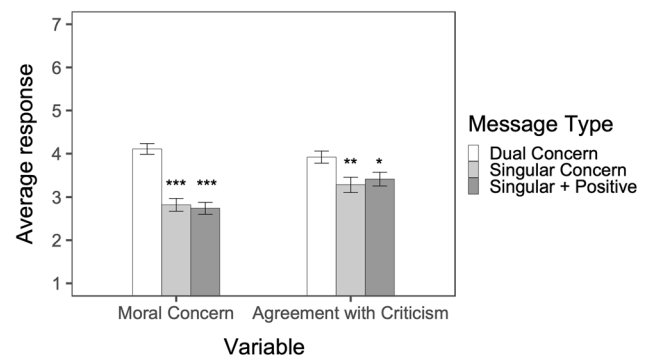 7
6
5
4
3
2
1
Average response
*** ***
** *
Moral Concern Agreement with Criticism
Variable
Message Type
Dual Concern
Singular Concern
Singular + Positive